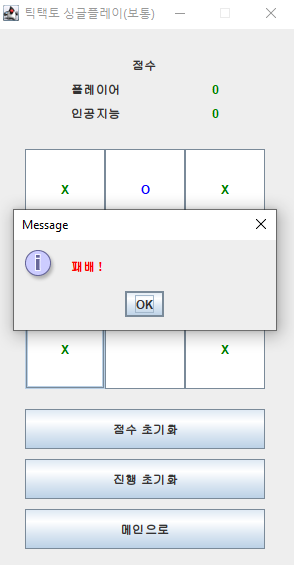 틱택토 싱글플레이(보통)
점수
플레이어 0
인공지능 0
X O X
Message
패배 !
OK
X X
점수 초기화
진행 초기화
메인으로